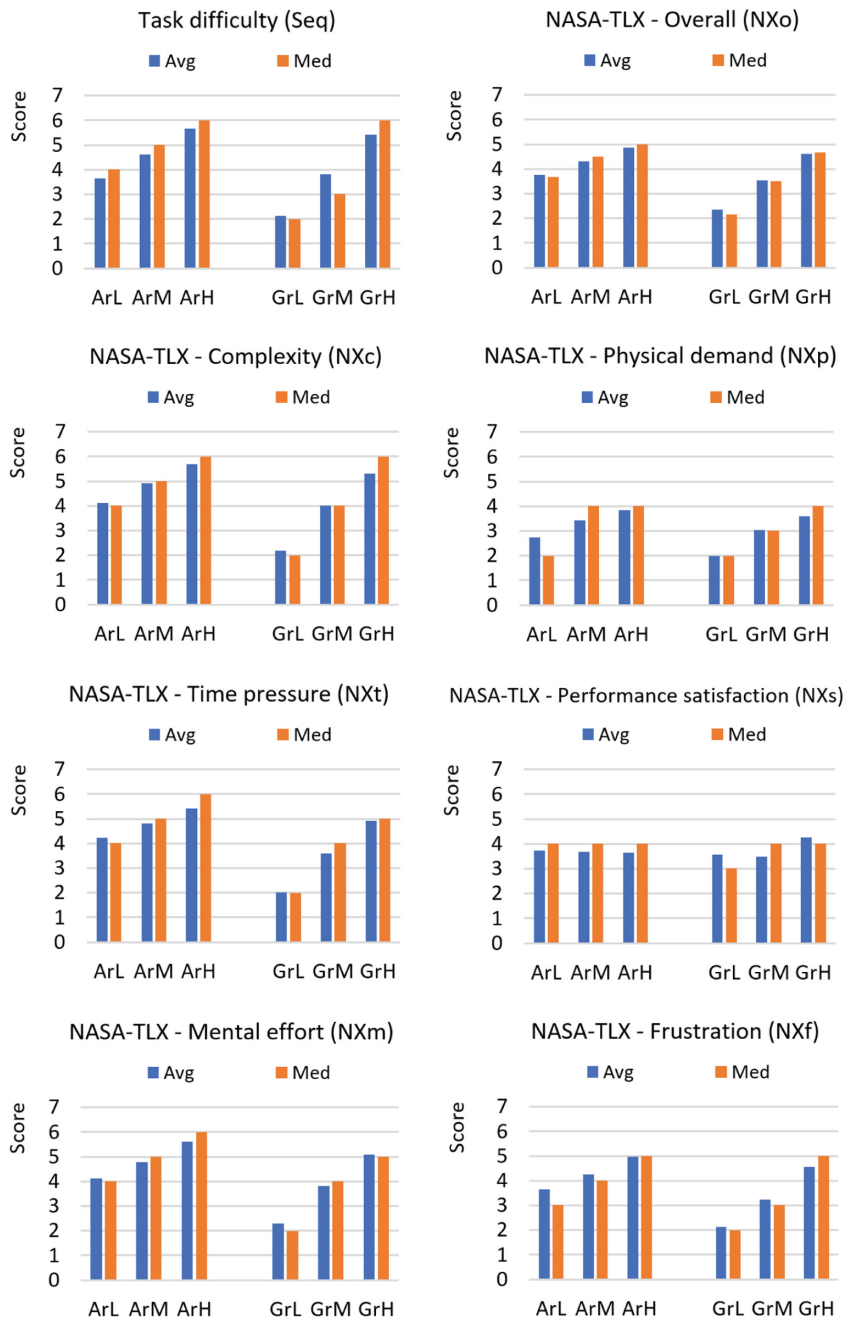 Task difficulty (Seq)
Avg Med
Score
7
6
5
4
3
2
1
0
ArL ArM ArH GrL GrM GrH
NASA-TLX - Overall (NXo)
Avg Med
Score
7
6
5
4
3
2
1
0
ArL ArM ArH GrL GrM GrH
NASA-TLX - Complexity (NXc)
Avg Med
Score
7
6
5
4
3
2
1
0
ArL ArM ArH GrL GrM GrH
NASA-TLX - Physical demand (NXp)
Avg Med
Score
7
6
5
4
3
2
1
0
ArL ArM ArH GrL GrM GrH
NASA-TLX - Time pressure (NXt)
Avg Med
Score
7
6
5
4
3
2
1
0
ArL ArM ArH GrL GrM GrH
NASA-TLX - Performance satisfaction (NXs)
Avg Med
Score
7
6
5
4
3
2
1
0
ArL ArM ArH GrL GrM GrH
NASA-TLX - Mental effort (NXm)
Avg Med
Score
7
6
5
4
3
2
1
0
ArL ArM ArH GrL GrM GrH
NASA-TLX - Frustration (NXf)
Avg Med
Score
7
6
5
4
3
2
1
0
ArL ArM ArH GrL GrM GrH